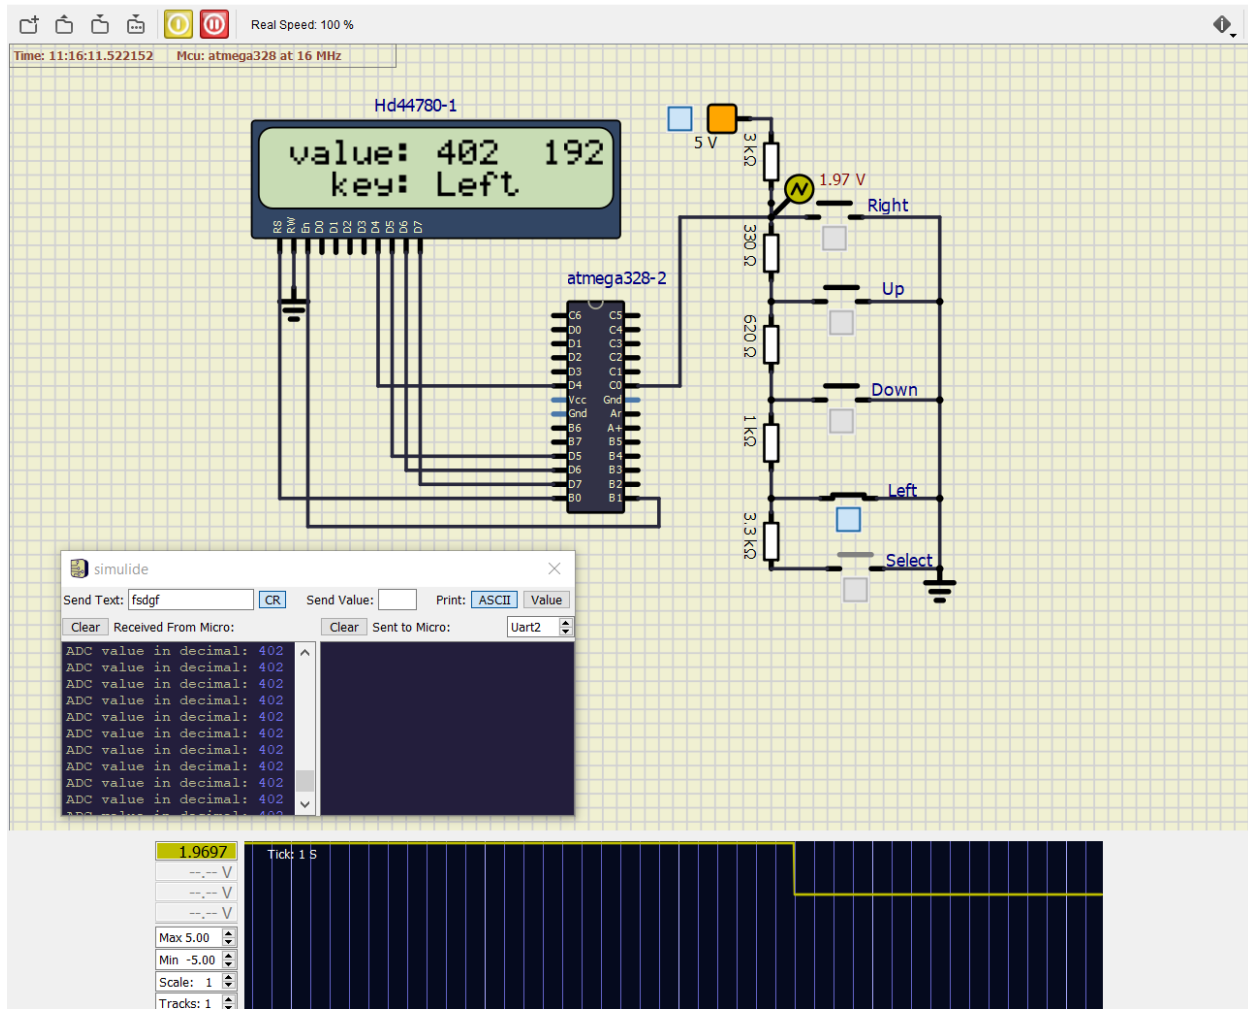 Real Speed: 100 %
Time: 11:16:11.522152 Mcu: atmega328 at 16 MHz
Hd44780-1
value: 402 192
key: Left
RS RW En D0 D1 D2 D3 D4 D5 D6 D7
5 V
3 kΩ
1.97 V
Right
330 Ω
Up
620 Ω
Down
1 kΩ
Left
3.3 kΩ
Select
atmega328-2
C6 C5
D0 C4
D1 C3
D2 C2
D3 C1
D4 C0
Vcc Gnd
Gnd Ar
B6 A+
B7 B5
D5 B4
D6 B3
D7 B2
B0 B1
simulide
Send Text: fsdgf CR Send Value: Print: ASCII Value
Clear Received From Micro: Clear Sent to Micro: Uart2
ADC value in decimal: 402
ADC value in decimal: 402
ADC value in decimal: 402
ADC value in decimal: 402
ADC value in decimal: 402
ADC value in decimal: 402
ADC value in decimal: 402
ADC value in decimal: 402
ADC value in decimal: 402
ADC value in decimal: 402
ADC value in decimal: 402
1.9697 Tick: 1 S
--.-- V
--.-- V
--.-- V
Max 5.00
Min -5.00
Scale: 1
Tracks: 1